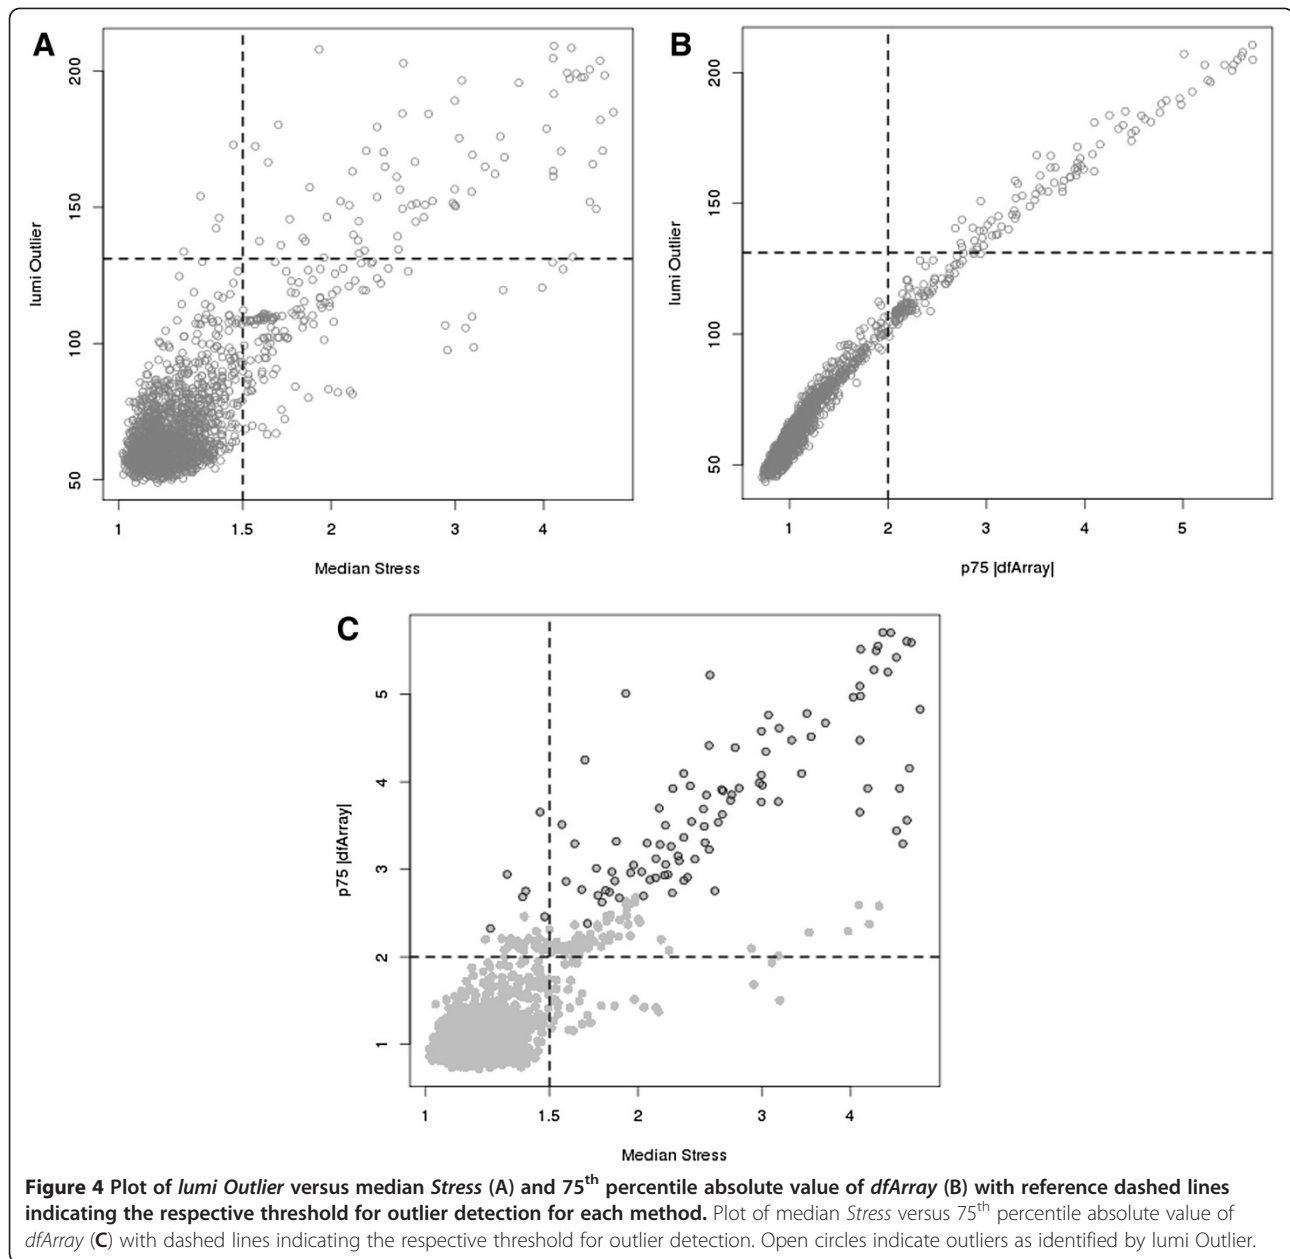 A
B
200
150
100
50
lumi Outlier
1
1.5
2
3
4
Median Stress
200
150
100
50
lumi Outlier
1
2
3
4
5
p75 |dfArray|
C
5
4
3
2
1
p75 |dfArray|
1
1.5
2
3
4
Median Stress
Figure 4 Plot of lumi Outlier versus median Stress (A) and 75th percentile absolute value of dfArray (B) with reference dashed lines
indicating the respective threshold for outlier detection for each method. Plot of median Stress versus 75th percentile absolute value of
dfArray (C) with dashed lines indicating the respective threshold for outlier detection. Open circles indicate outliers as identified by lumi Outlier.